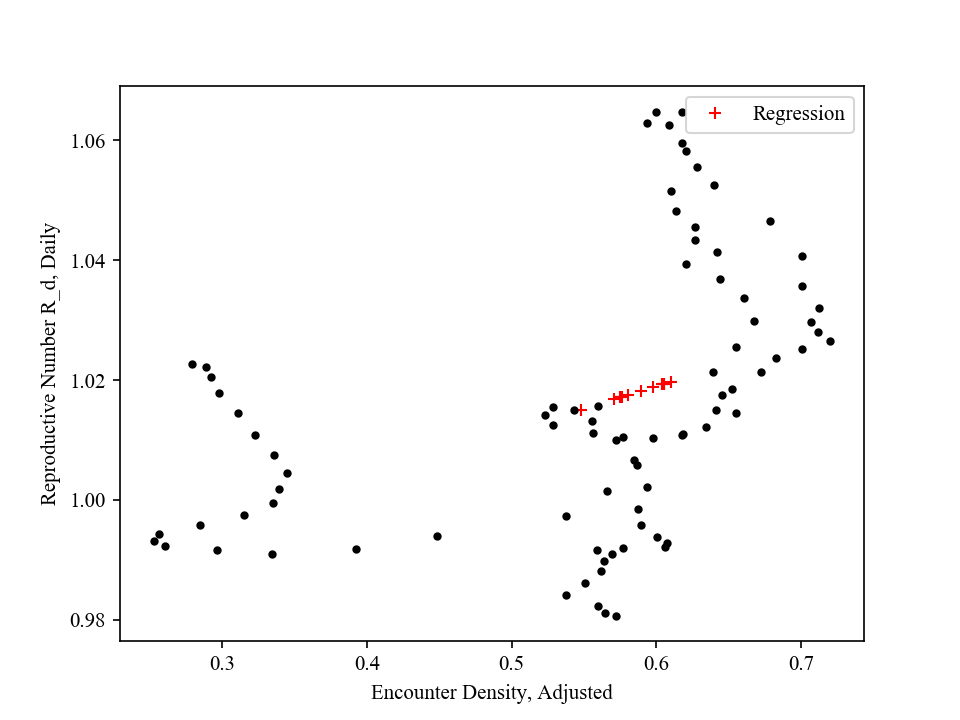 Regression
1.06
1.04
1.02
1.00
0.98
Reproductive Number R_d, Daily
0.3 0.4 0.5 0.6 0.7
Encounter Density, Adjusted